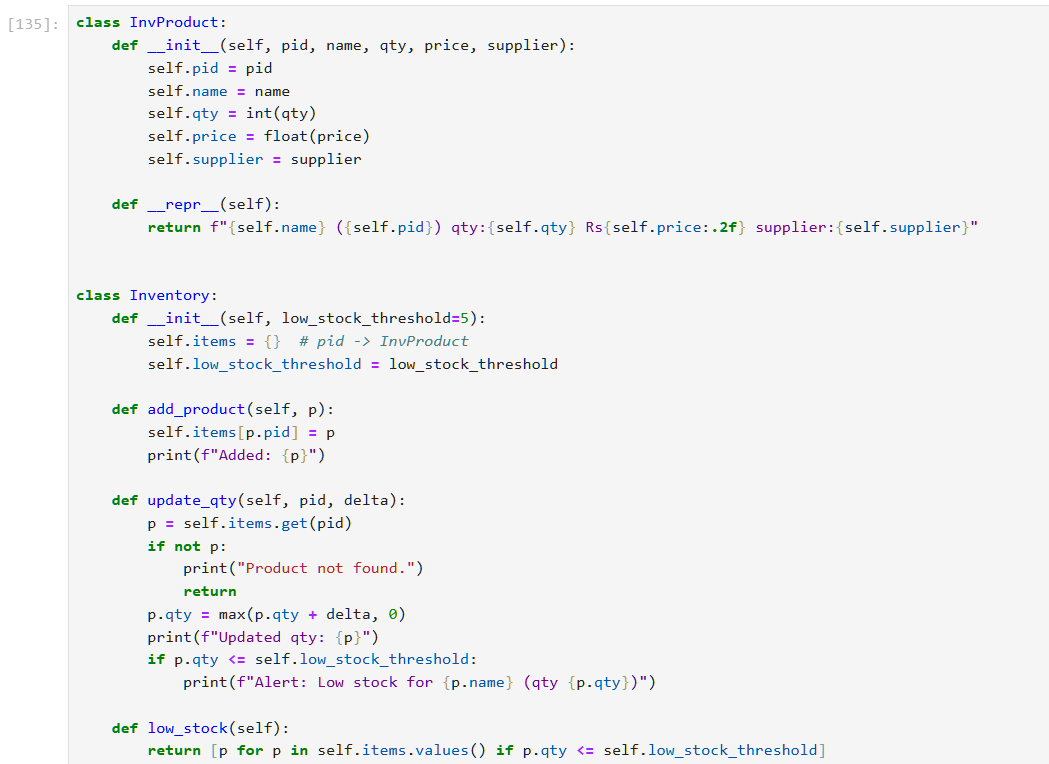 [135]:
class InvProduct:
    def __init__(self, pid, name, qty, price, supplier):
        self.pid = pid
        self.name = name
        self.qty = int(qty)
        self.price = float(price)
        self.supplier = supplier

    def __repr__(self):
        return f"{self.name} ({self.pid}) qty:{self.qty} Rs{self.price:.2f} supplier:{self.supplier}"


class Inventory:
    def __init__(self, low_stock_threshold=5):
        self.items = {}  # pid -> InvProduct
        self.low_stock_threshold = low_stock_threshold

    def add_product(self, p):
        self.items[p.pid] = p
        print(f"Added: {p}")

    def update_qty(self, pid, delta):
        p = self.items.get(pid)
        if not p:
            print("Product not found.")
            return
        p.qty = max(p.qty + delta, 0)
        print(f"Updated qty: {p}")
        if p.qty <= self.low_stock_threshold:
            print(f"Alert: Low stock for {p.name} (qty {p.qty})")

    def low_stock(self):
        return [p for p in self.items.values() if p.qty <= self.low_stock_threshold]